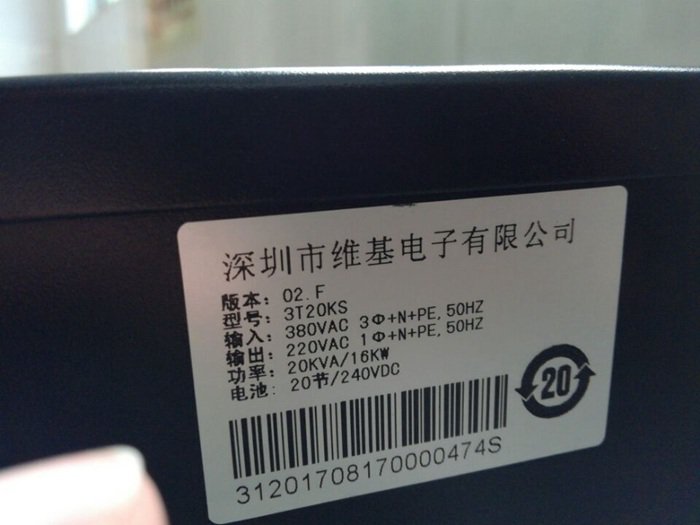 深圳市维基电子有限公司
版本: 02.F
型号: 3T20KS
输入: 380VAC 3Φ+N+PE,50HZ
输出: 220VAC 1Φ+N+PE,50HZ
功率: 20KVA/16KW
电池: 20节/240VDC
20
31201708170000474S